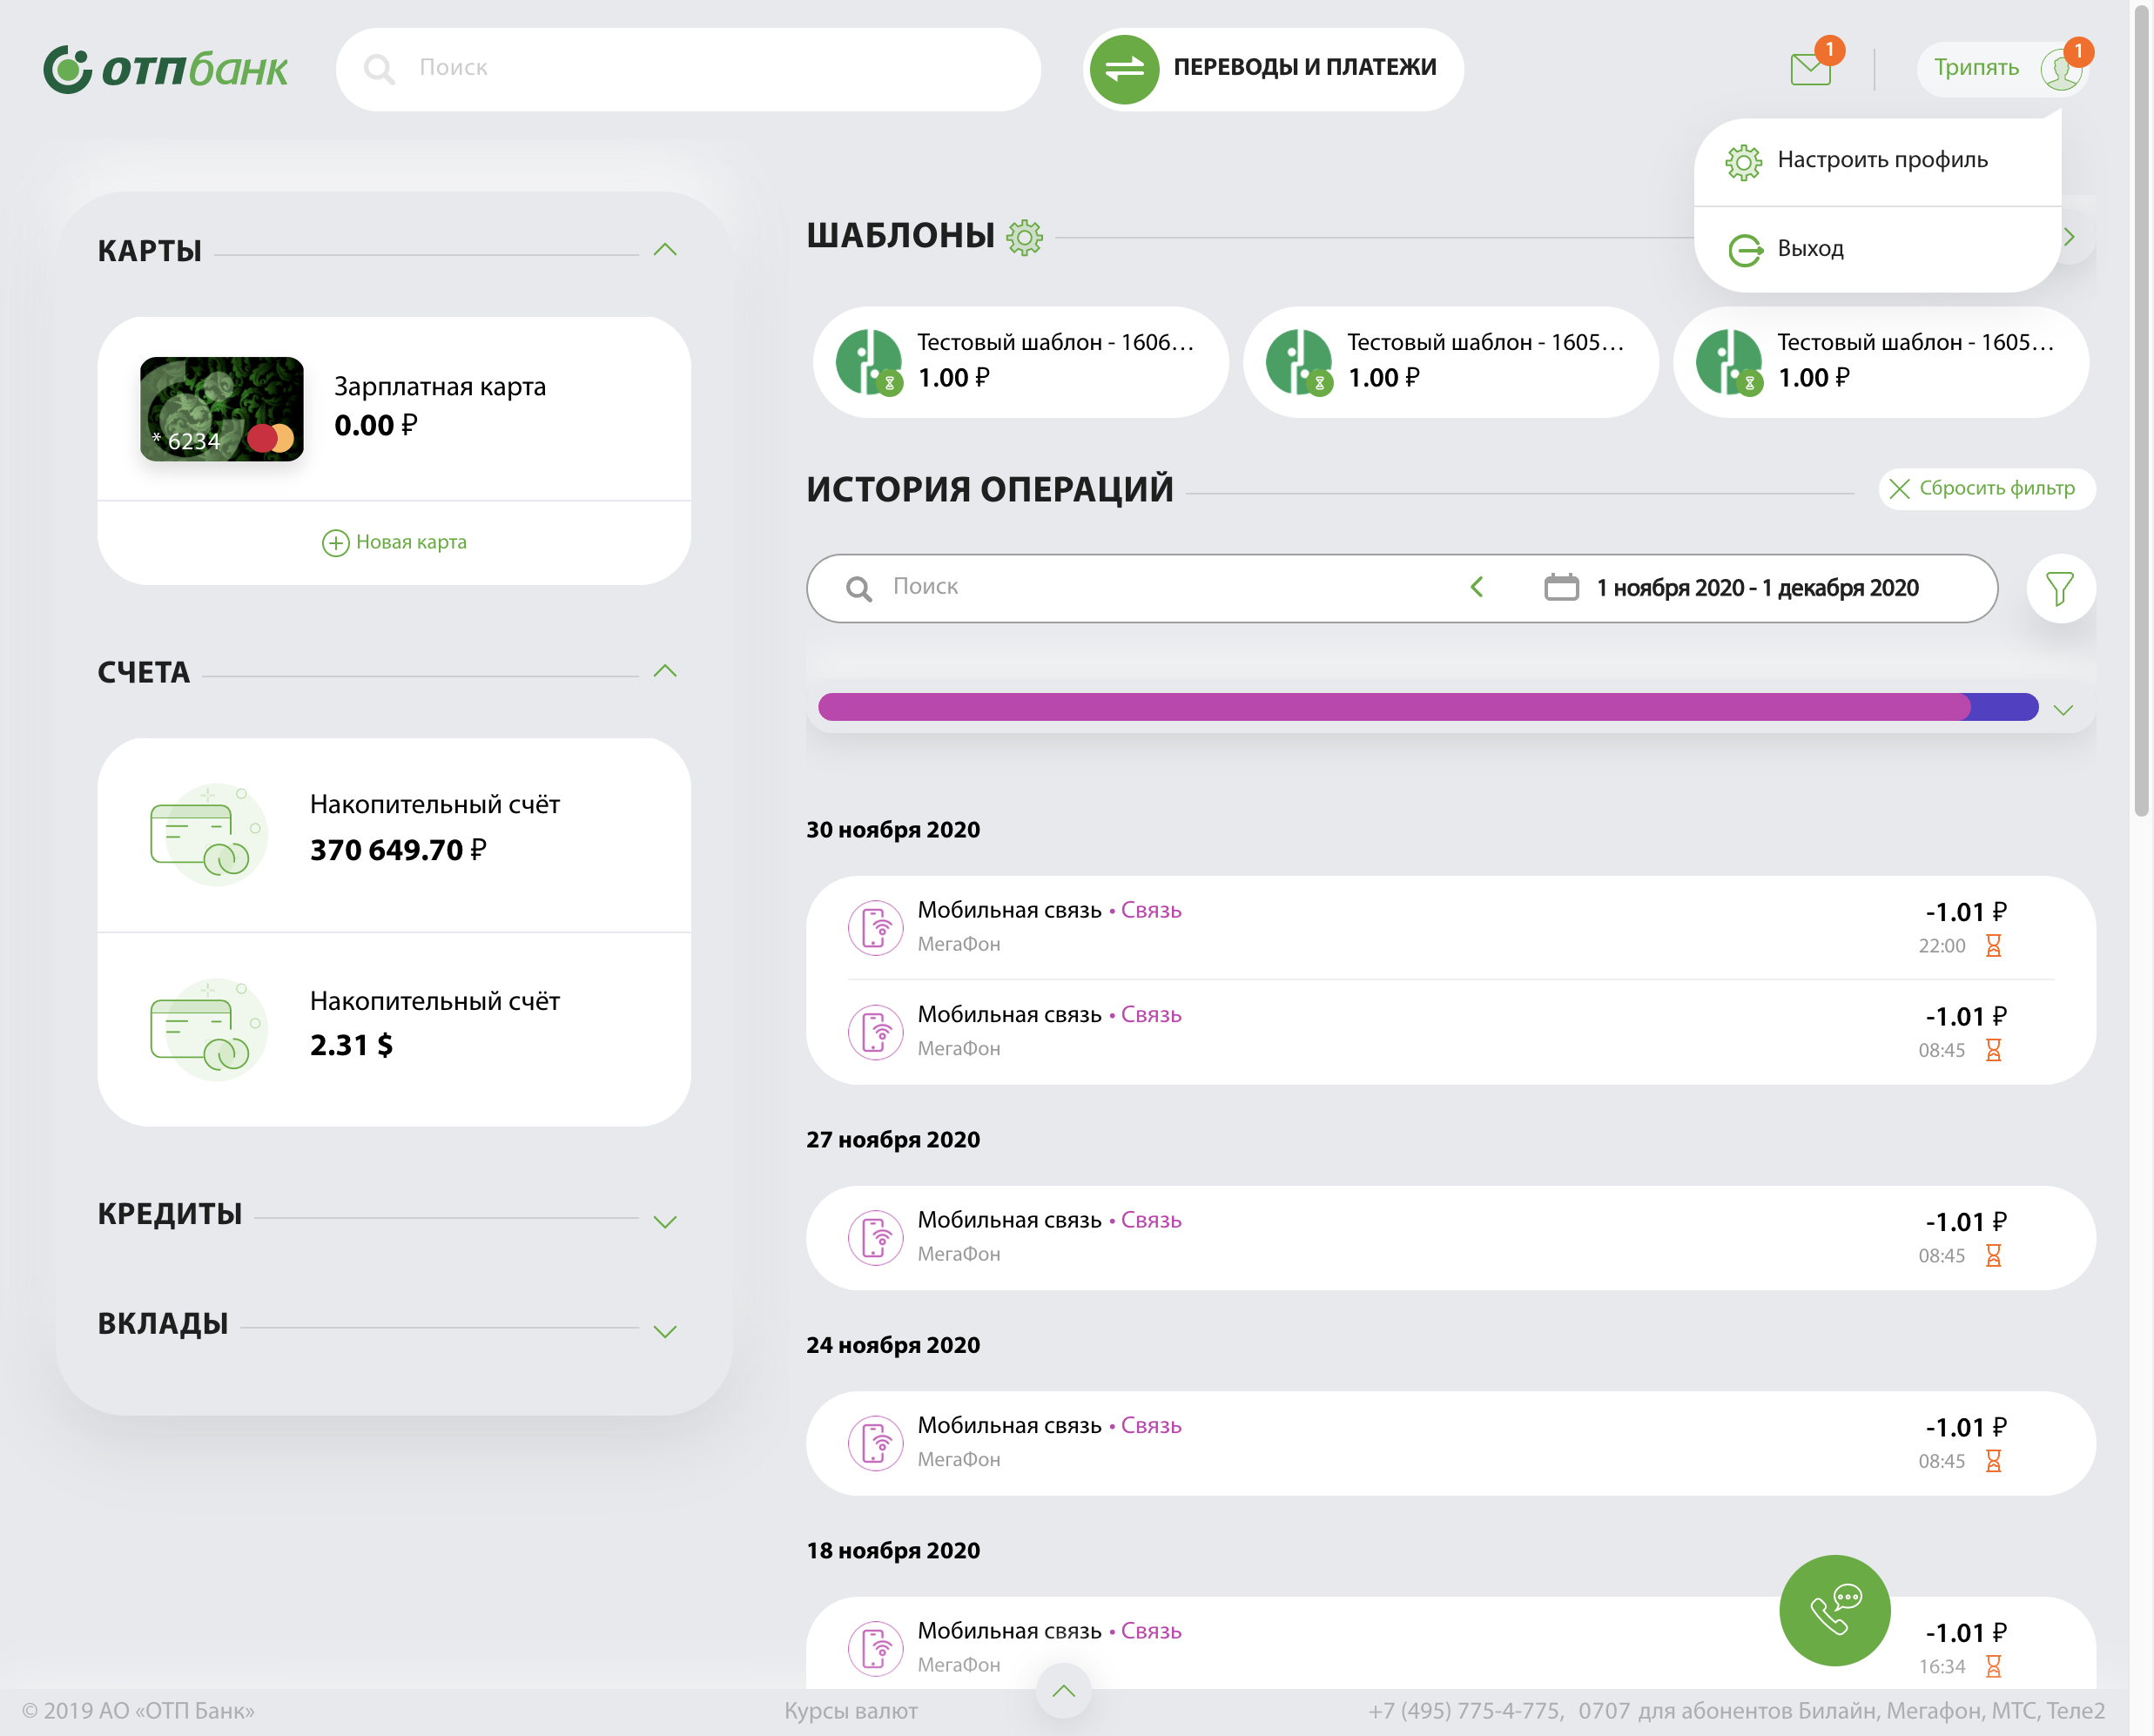 ОТПбанк
Поиск
ПЕРЕВОДЫ И ПЛАТЕЖИ
1
Трипять
1
Настроить профиль
Выход
КАРТЫ
* 6234
Зарплатная карта
0.00 ₽
Новая карта
СЧЕТА
Накопительный счёт
370 649.70 ₽
Накопительный счёт
2.31 $
КРЕДИТЫ
ВКЛАДЫ
ШАБЛОНЫ
Тестовый шаблон - 1606...
1.00 ₽
Тестовый шаблон - 1605...
1.00 ₽
Тестовый шаблон - 1605...
1.00 ₽
ИСТОРИЯ ОПЕРАЦИЙ
Сбросить фильтр
Поиск
1 ноября 2020 - 1 декабря 2020
30 ноября 2020
Мобильная связь • Связь
-1.01 ₽
МегаФон
22:00
Мобильная связь • Связь
-1.01 ₽
МегаФон
08:45
27 ноября 2020
Мобильная связь • Связь
-1.01 ₽
МегаФон
08:45
24 ноября 2020
Мобильная связь • Связь
-1.01 ₽
МегаФон
08:45
18 ноября 2020
Мобильная связь • Связь
-1.01 ₽
МегаФон
16:34
© 2019 АО «ОТП Банк»
Курсы валют
+7 (495) 775-4-775, 0707 для абонентов Билайн, Мегафон, МТС, Теле2